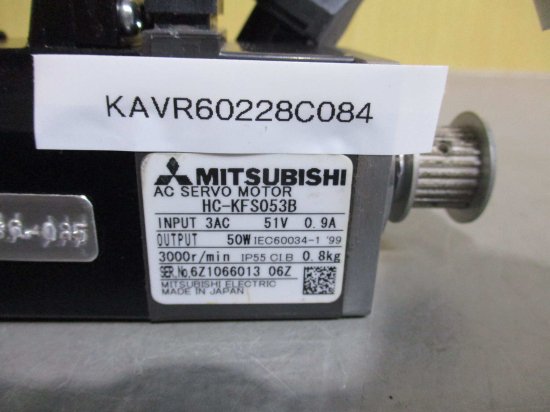 KAVR60228C084
MITSUBISHI
AC SERVO MOTOR
HC-KFS053B
INPUT 3AC 51V 0.9A
OUTPUT 50W IEC60034-1 '99
3000r/min IP55 CI.B 0.8kg
SER.No.6Z1066013 06Z
MITSUBISHI ELECTRIC
MADE IN JAPAN